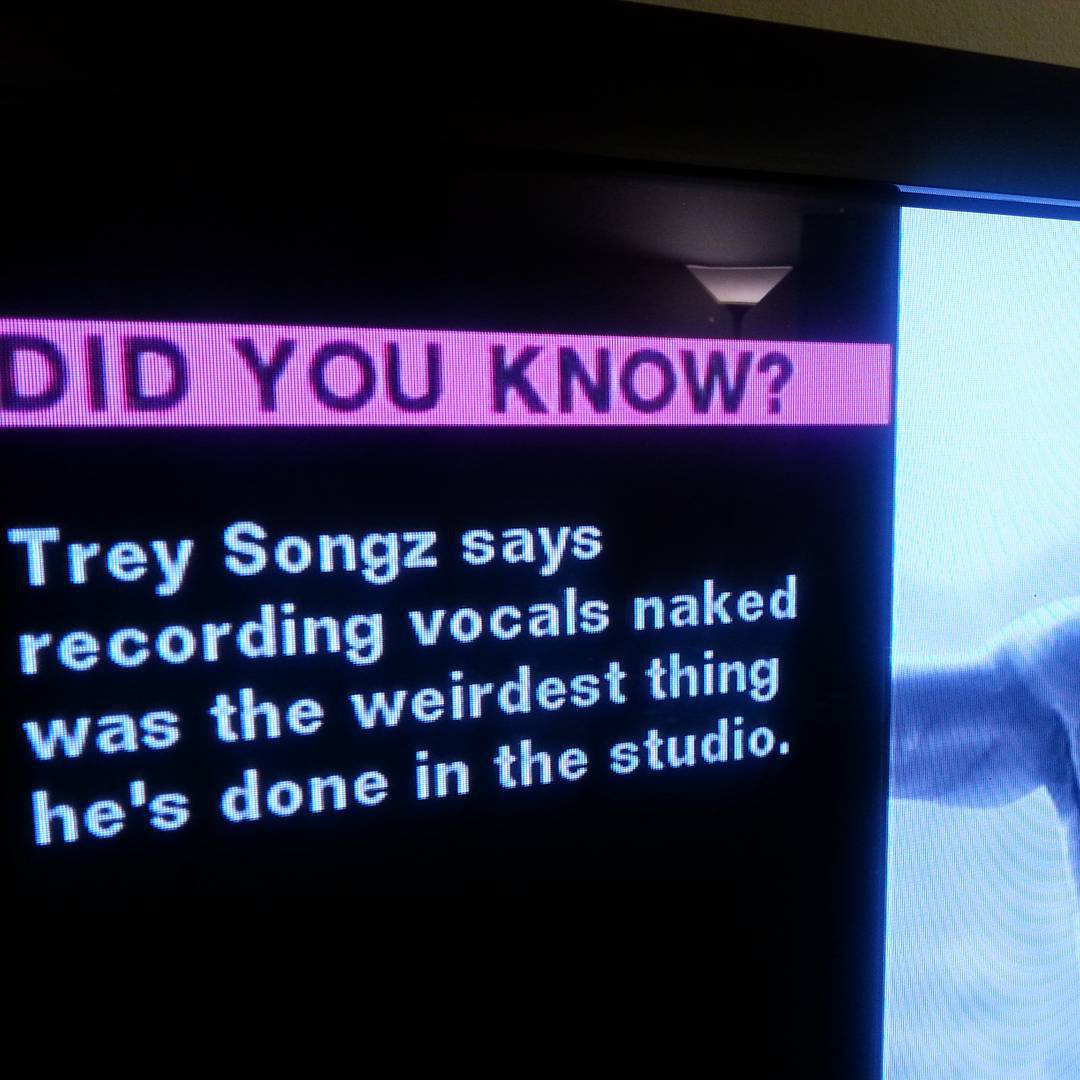 DID YOU KNOW?
Trey Songz says
recording vocals naked
was the weirdest thing
he's done in the studio.